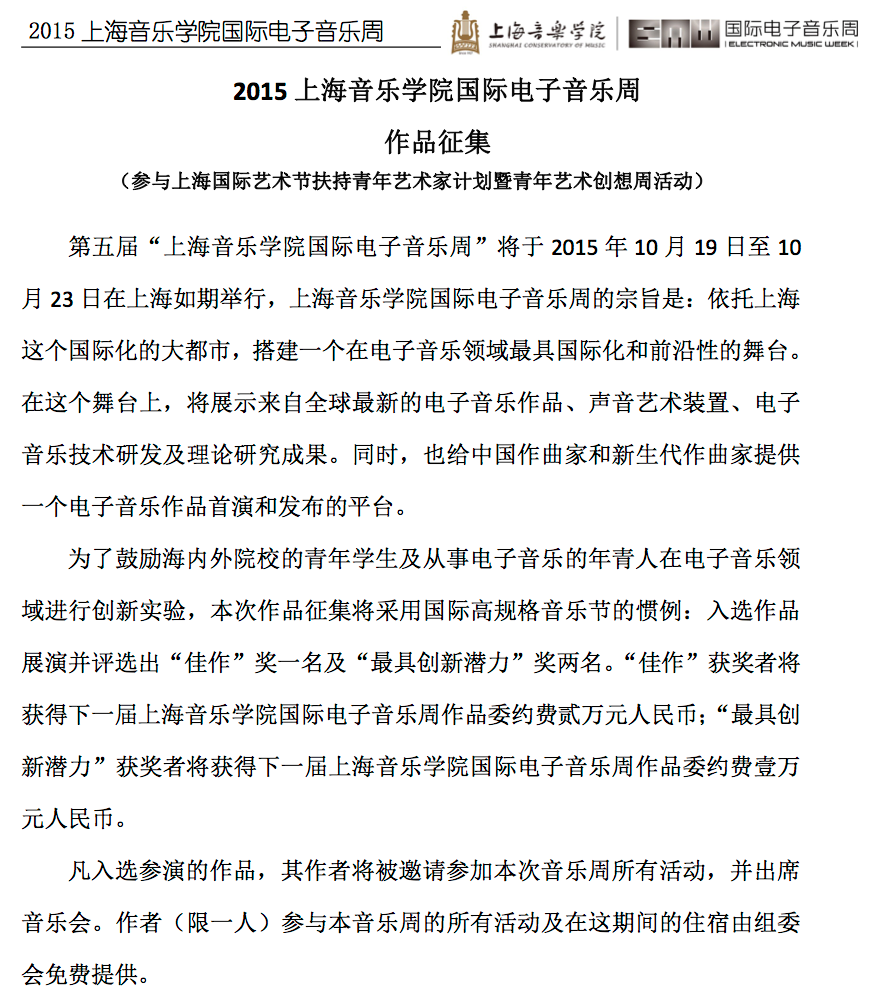 2015 上海音乐学院国际电子音乐周
上海音樂学院
SHANGHAI CONSERVATORY OF MUSIC
国际电子音乐周
ELECTRONIC MUSIC WEEK
2015 上海音乐学院国际电子音乐周
作品征集
（参与上海国际艺术节扶持青年艺术家计划暨青年艺术创想周活动）
第五届“上海音乐学院国际电子音乐周”将于 2015 年 10 月 19 日至 10
月 23 日在上海如期举行，上海音乐学院国际电子音乐周的宗旨是：依托上海
这个国际化的大都市，搭建一个在电子音乐领域最具国际化和前沿性的舞台。
在这个舞台上，将展示来自全球最新的电子音乐作品、声音艺术装置、电子
音乐技术研发及理论研究成果。同时，也给中国作曲家和新生代作曲家提供
一个电子音乐作品首演和发布的平台。
为了鼓励海内外院校的青年学生及从事电子音乐的年青人在电子音乐领
域进行创新实验，本次作品征集将采用国际高规格音乐节的惯例：入选作品
展演并评选出“佳作”奖一名及“最具创新潜力”奖两名。“佳作”获奖者将
获得下一届上海音乐学院国际电子音乐周作品委约费贰万元人民币；“最具创
新潜力”获奖者将获得下一届上海音乐学院国际电子音乐周作品委约费壹万
元人民币。
凡入选参演的作品，其作者将被邀请参加本次音乐周所有活动，并出席
音乐会。作者（限一人）参与本音乐周的所有活动及在这期间的住宿由组委
会免费提供。